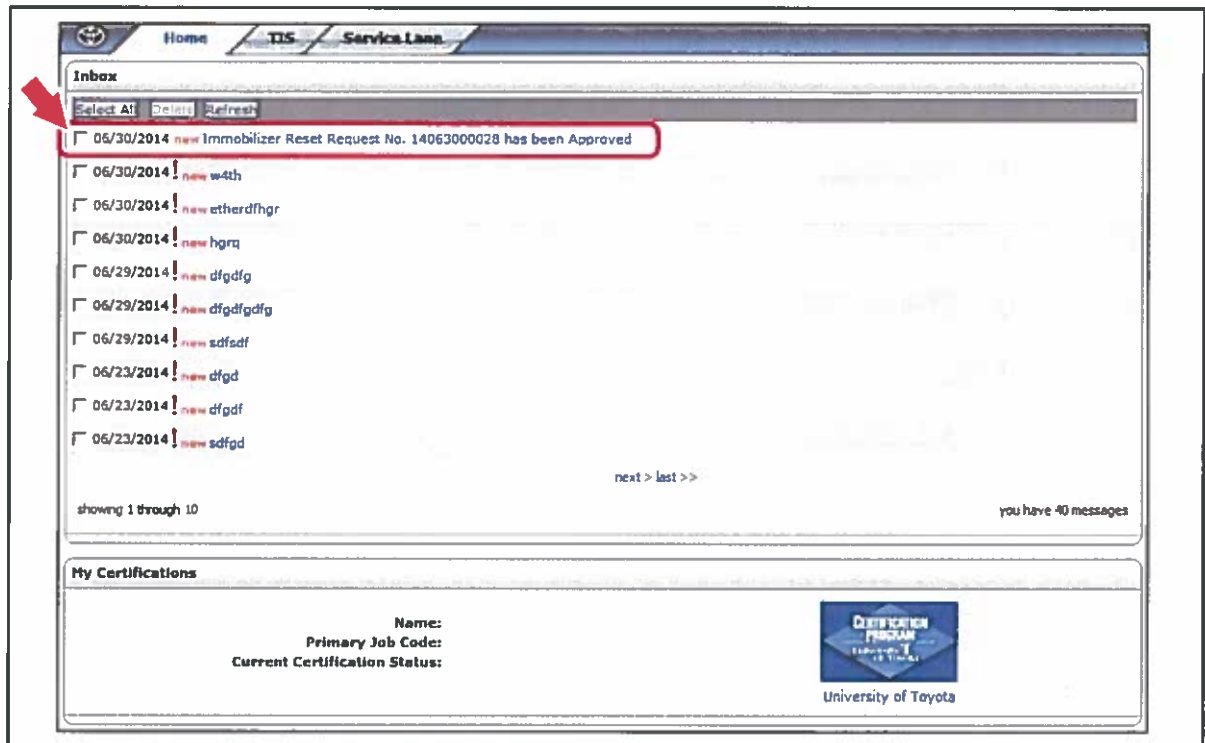 Home TIS Service Lane
Inbox
Select All Delete Refresh
06/30/2014 new Immobilizer Reset Request No. 14063000028 has been Approved
06/30/2014 ! new w4th
06/30/2014 ! new etherdfhgr
06/30/2014 ! new hgrq
06/29/2014 ! new dfgdfg
06/29/2014 ! new dfgdfgdfg
06/29/2014 ! new sdfsdf
06/23/2014 ! new dfgd
06/23/2014 ! new dfgdf
06/23/2014 ! new sdfgd
next > last >>
showing 1 through 10 you have 40 messages
My Certifications
Name:
Primary Job Code:
Current Certification Status:
CERTIFICATION
PROGRAM
University of Toyota